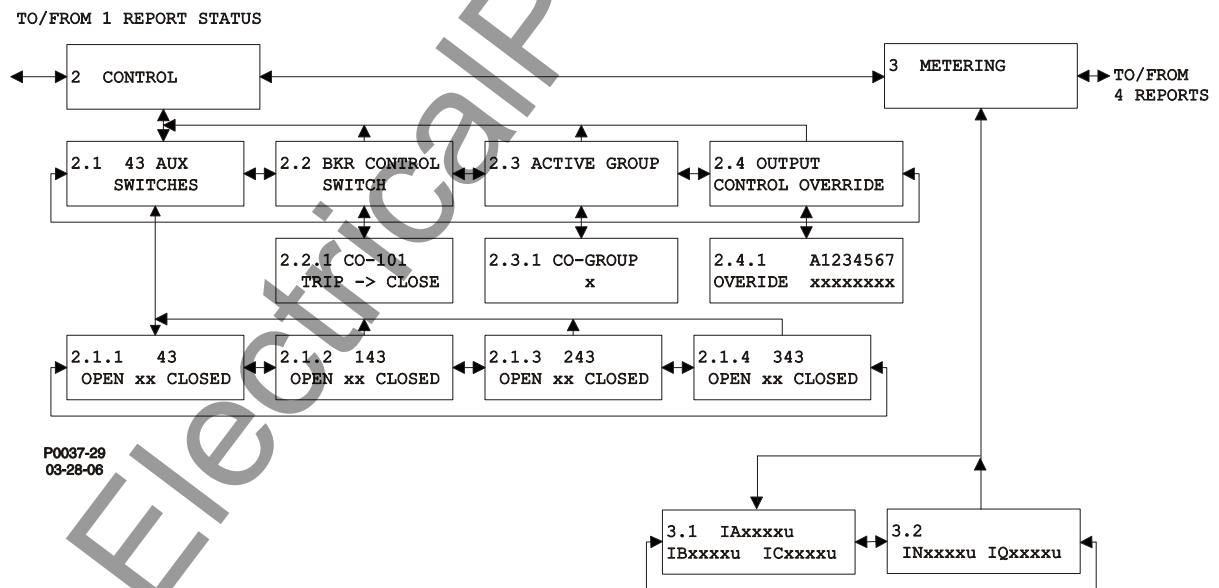 TO/FROM 1 REPORT STATUS
2 CONTROL
3 METERING
TO/FROM
4 REPORTS
2.1 43 AUX
SWITCHES
2.2 BKR CONTROL
SWITCH
2.3 ACTIVE GROUP
2.4 OUTPUT
CONTROL OVERRIDE
2.2.1 CO-101
TRIP -> CLOSE
2.3.1 CO-GROUP
x
2.4.1 A1234567
OVERIDE xxxxxxxx
2.1.1 43
OPEN xx CLOSED
2.1.2 143
OPEN xx CLOSED
2.1.3 243
OPEN xx CLOSED
2.1.4 343
OPEN xx CLOSED
P0037-29
03-28-06
3.1 IAxxxxu
IBxxxxu ICxxxxu
3.2
INxxxxu IQxxxxu
ElectricalP